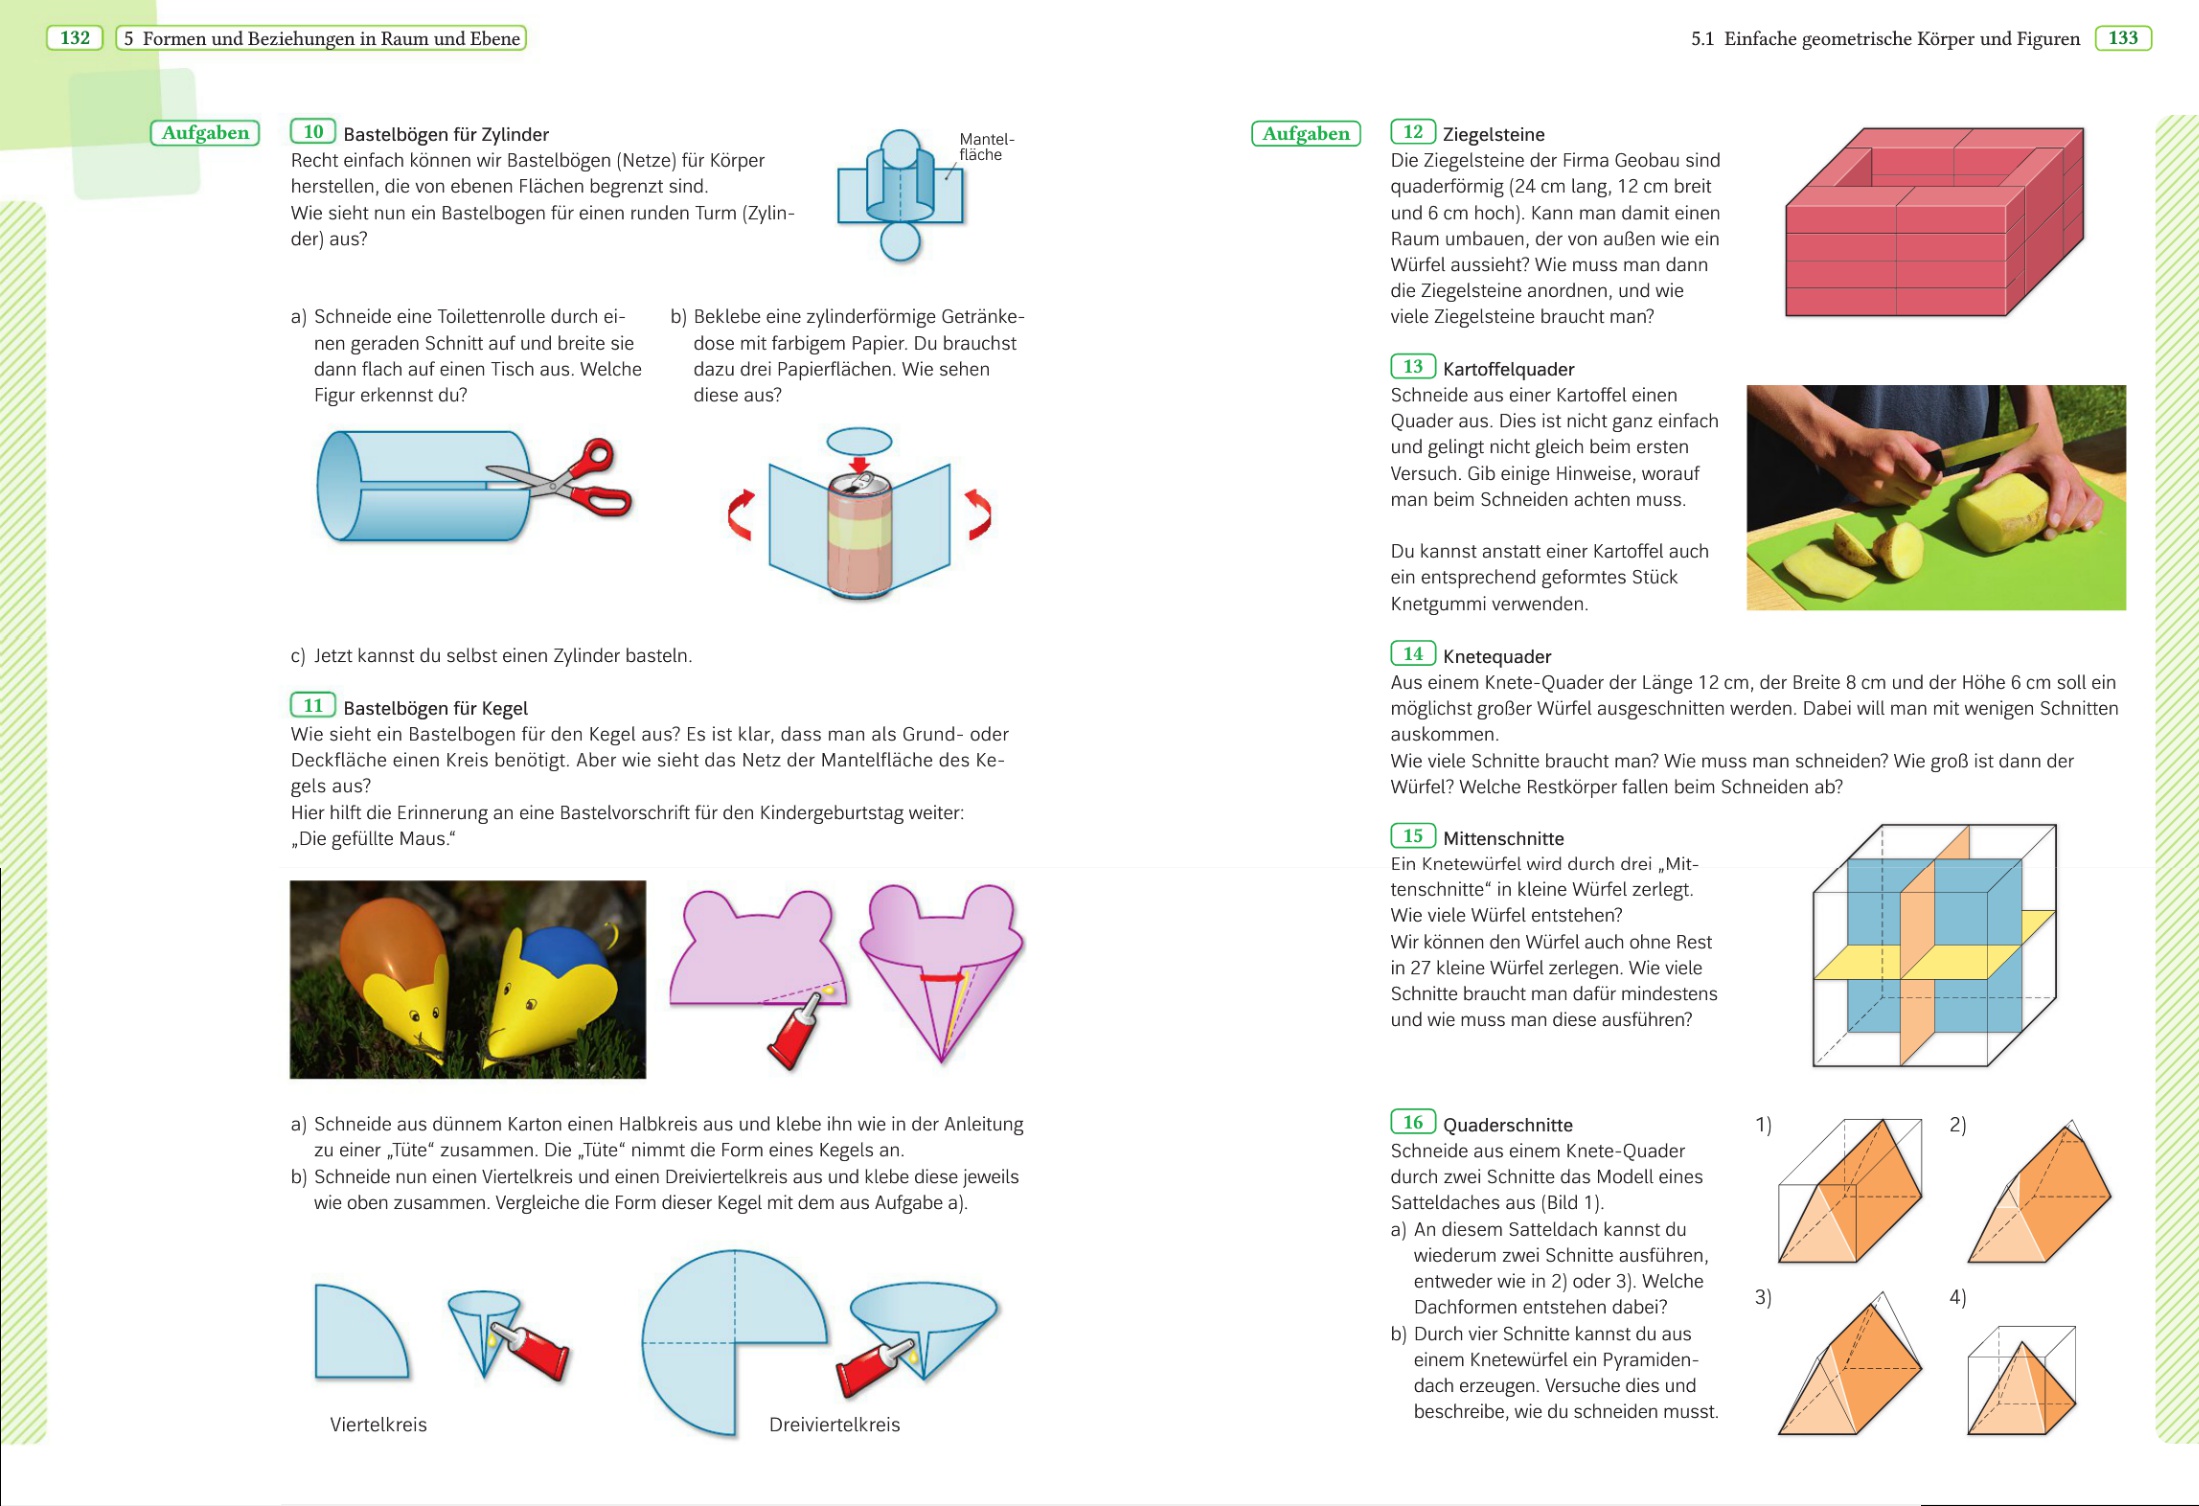 132 5 Formen und Beziehungen in Raum und Ebene
Aufgaben
10 Bastelbögen für Zylinder
Recht einfach können wir Bastelbögen (Netze) für Körper
herstellen, die von ebenen Flächen begrenzt sind.
Wie sieht nun ein Bastelbogen für einen runden Turm (Zylin-
der) aus?
Mantel-
fläche
a) Schneide eine Toilettenrolle durch ei-
nen geraden Schnitt auf und breite sie
dann flach auf einen Tisch aus. Welche
Figur erkennst du?
b) Beklebe eine zylinderförmige Getränke-
dose mit farbigem Papier. Du brauchst
dazu drei Papierflächen. Wie sehen
diese aus?
c) Jetzt kannst du selbst einen Zylinder basteln.
11 Bastelbögen für Kegel
Wie sieht ein Bastelbogen für den Kegel aus? Es ist klar, dass man als Grund- oder
Deckfläche einen Kreis benötigt. Aber wie sieht das Netz der Mantelfläche des Ke-
gels aus?
Hier hilft die Erinnerung an eine Bastelvorschrift für den Kindergeburtstag weiter:
„Die gefüllte Maus.“
a) Schneide aus dünnem Karton einen Halbkreis aus und klebe ihn wie in der Anleitung
zu einer „Tüte“ zusammen. Die „Tüte“ nimmt die Form eines Kegels an.
b) Schneide nun einen Viertelkreis und einen Dreiviertelkreis aus und klebe diese jeweils
wie oben zusammen. Vergleiche die Form dieser Kegel mit dem aus Aufgabe a).
Viertelkreis
Dreiviertelkreis
5.1 Einfache geometrische Körper und Figuren 133
Aufgaben
12 Ziegelsteine
Die Ziegelsteine der Firma Geobau sind
quaderförmig (24 cm lang, 12 cm breit
und 6 cm hoch). Kann man damit einen
Raum umbauen, der von außen wie ein
Würfel aussieht? Wie muss man dann
die Ziegelsteine anordnen, und wie
viele Ziegelsteine braucht man?
13 Kartoffelquader
Schneide aus einer Kartoffel einen
Quader aus. Dies ist nicht ganz einfach
und gelingt nicht gleich beim ersten
Versuch. Gib einige Hinweise, worauf
man beim Schneiden achten muss.
Du kannst anstatt einer Kartoffel auch
ein entsprechend geformtes Stück
Knetgummi verwenden.
14 Knetequader
Aus einem Knete-Quader der Länge 12 cm, der Breite 8 cm und der Höhe 6 cm soll ein
möglichst großer Würfel ausgeschnitten werden. Dabei will man mit wenigen Schnitten
auskommen.
Wie viele Schnitte braucht man? Wie muss man schneiden? Wie groß ist dann der
Würfel? Welche Restkörper fallen beim Schneiden ab?
15 Mittenschnitte
Ein Knetewürfel wird durch drei „Mit-
tenschnitte“ in kleine Würfel zerlegt.
Wie viele Würfel entstehen?
Wir können den Würfel auch ohne Rest
in 27 kleine Würfel zerlegen. Wie viele
Schnitte braucht man dafür mindestens
und wie muss man diese ausführen?
16 Quaderschnitte
Schneide aus einem Knete-Quader
durch zwei Schnitte das Modell eines
Satteldaches aus (Bild 1).
a) An diesem Satteldach kannst du
wiederum zwei Schnitte ausführen,
entweder wie in 2) oder 3). Welche
Dachformen entstehen dabei?
b) Durch vier Schnitte kannst du aus
einem Knetewürfel ein Pyramiden-
dach erzeugen. Versuche dies und
beschreibe, wie du schneiden musst.
1)
2)
3)
4)